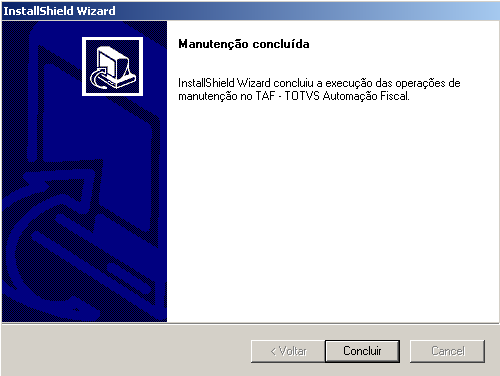 InstallShield Wizard
Manutenção concluída
InstallShield Wizard concluiu a execução das operações de
manutenção no TAF - TOTVS Automação Fiscal.
< Voltar
Concluir
Cancel